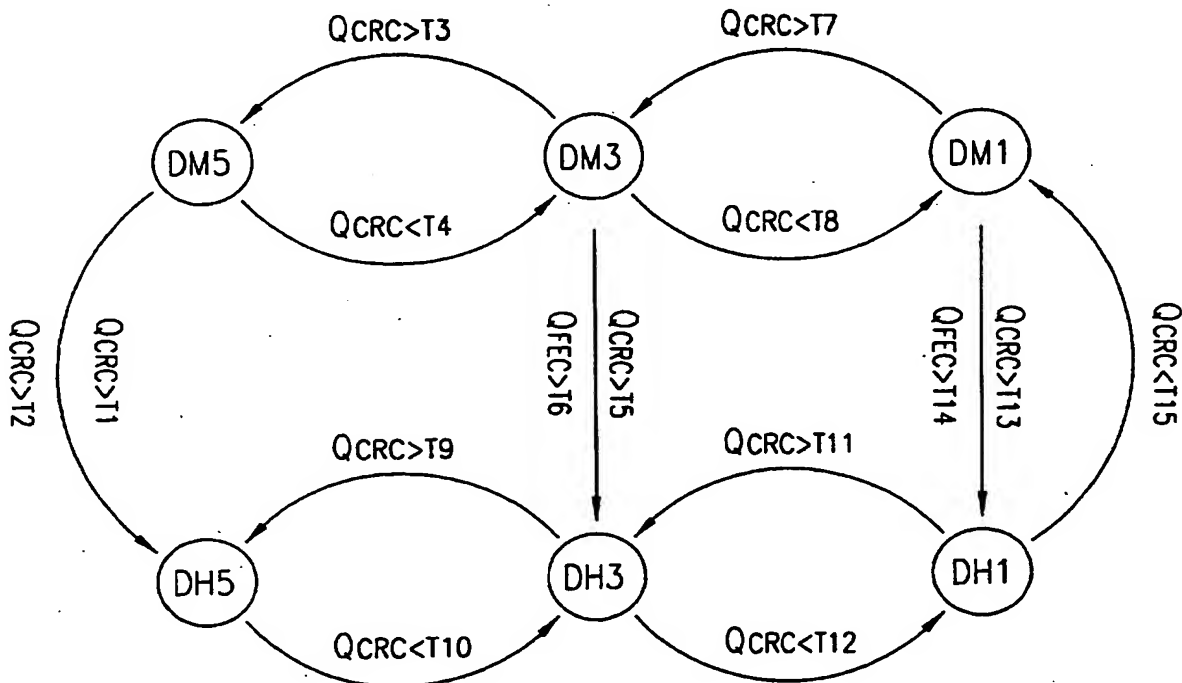 QCRC>T3
QCRC>T7
DM5
DM3
DM1
QCRC<T4
QCRC<T8
QCRC>T2
QCRC>T1
QFEC>T6
QCRC>T5
QFEC>T14
QCRC>T13
QCRC<T15
QCRC>T9
QCRC>T11
DH5
DH3
DH1
QCRC<T10
QCRC<T12